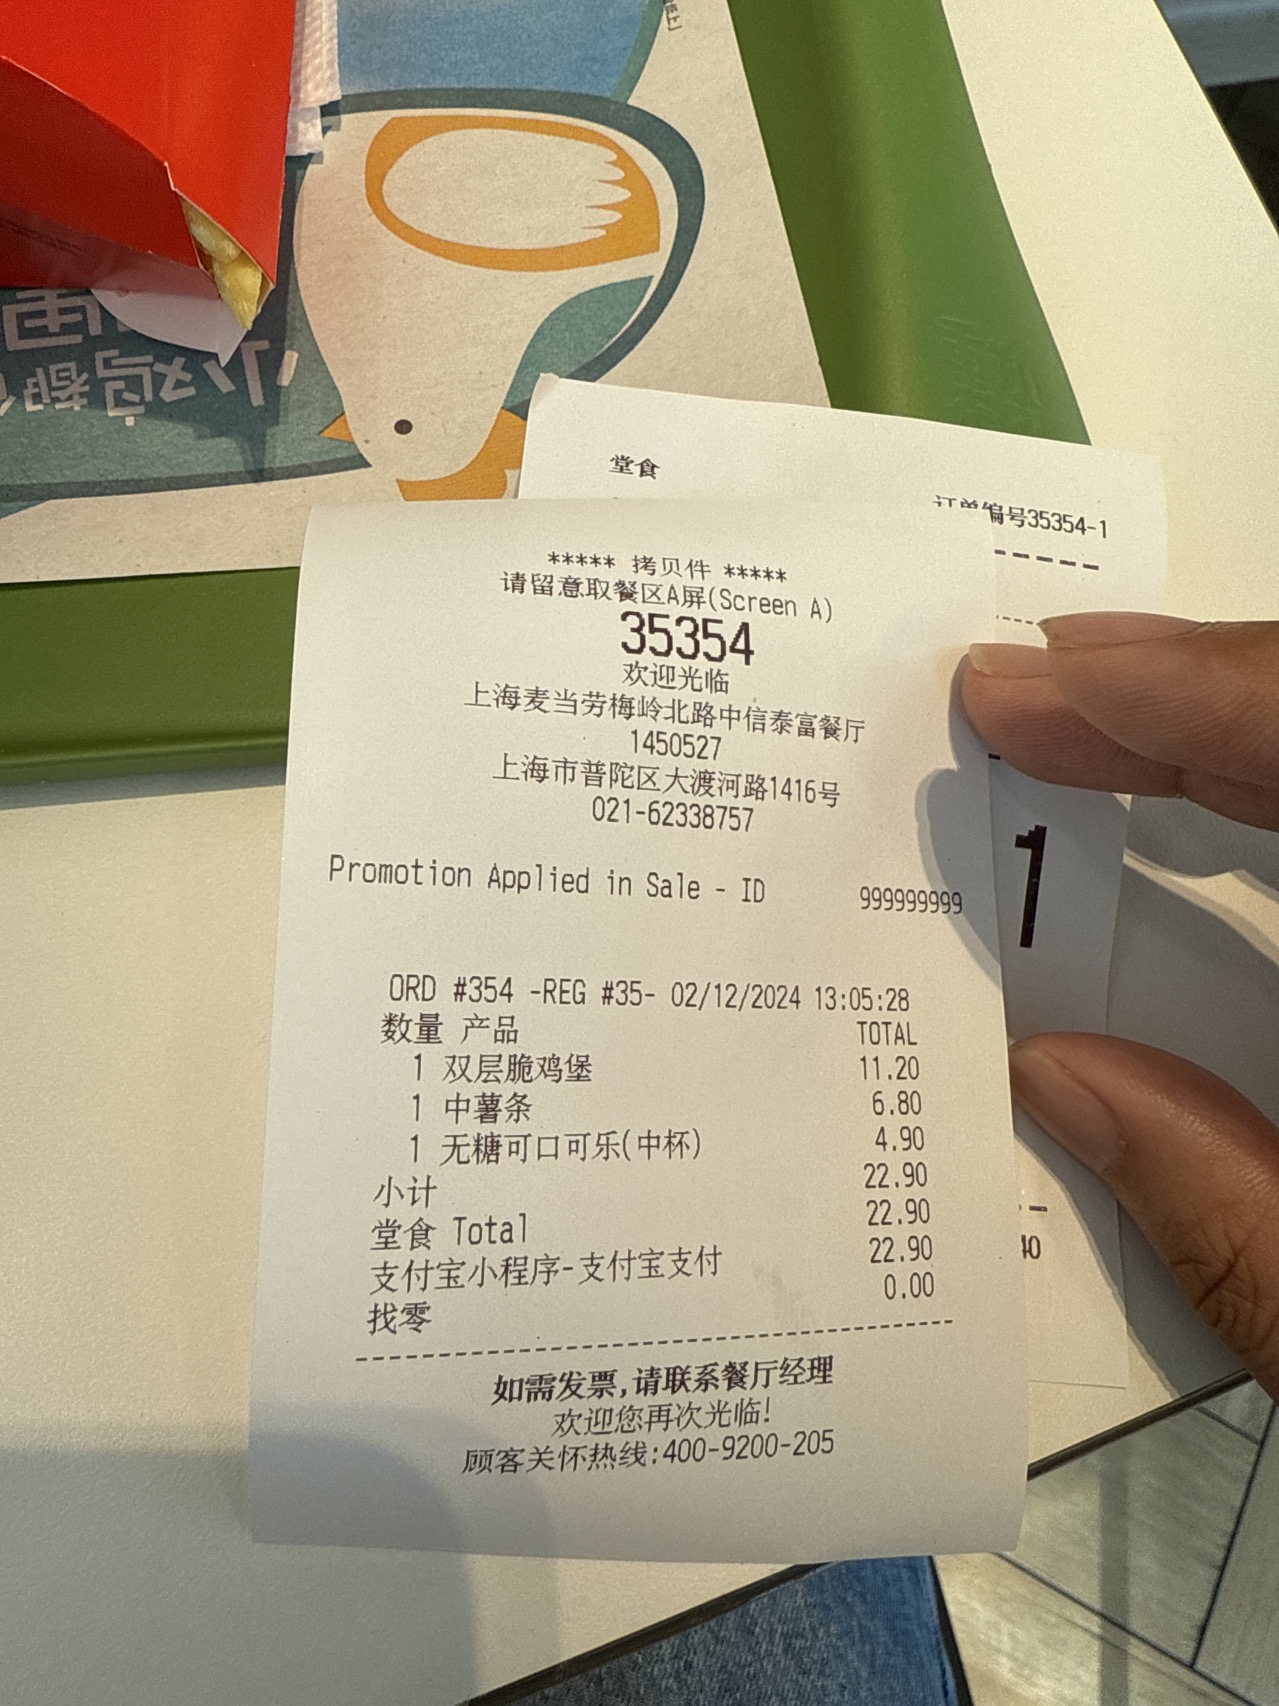 小鸡都
堂食
订单编号35354-1
***** 拷贝件 *****
请留意取餐区A屏(Screen A)
35354
欢迎光临
上海麦当劳梅岭北路中信泰富餐厅
1450527
上海市普陀区大渡河路1416号
021-62338757
Promotion Applied in Sale - ID 999999999
1
ORD #354 -REG #35- 02/12/2024 13:05:28
数量 产品 TOTAL
1 双层脆鸡堡 11.20
1 中薯条 6.80
1 无糖可口可乐(中杯) 4.90
小计 22.90
堂食 Total 22.90
支付宝小程序-支付宝支付 22.90
找零 0.00
如需发票,请联系餐厅经理
欢迎您再次光临!
顾客关怀热线:400-9200-205